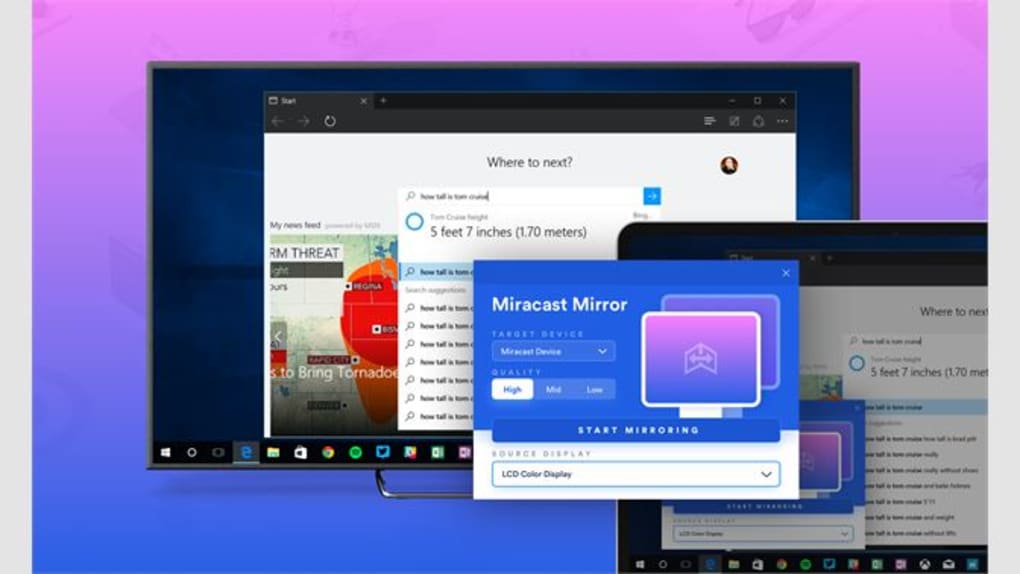 Start
Where to next?
how tall is tom cruise
Tom Cruise height
Bing
5 feet 7 inches (1.70 meters)
My news feed
powered by MSN
RM THREAT
ight
ours
REGINA
BISM
RAPID CITY
DENVER
s to Bring Tornadoe
how tall is tom c
Search suggestions
how tall is tom c
how tall is tom c
how tall is tom c
how tall is tom c
how tall is tom c
how tall is tom c
how tall is tom c
Miracast Mirror
TARGET DEVICE
Miracast Device
QUALITY
High Mid Low
START MIRRORING
SOURCE DISPLAY
LCD Color Display
Where to next
how tall is tom cruise
Tom Cruise height
5 feet 7 inches (1.70 met
how tall is tom cruise
suggestions
how tall is tom cruise how tall is brad pitt
how tall is tom cruise really
how tall is tom cruise really without shoes
how tall is tom cruise and katie holmes
how tall is tom cruise 5'11
how tall is tom cruise and weight
how tall is tom cruise without lifts
START MIRRORING
SOURCE DISPLAY
LCD Color Display